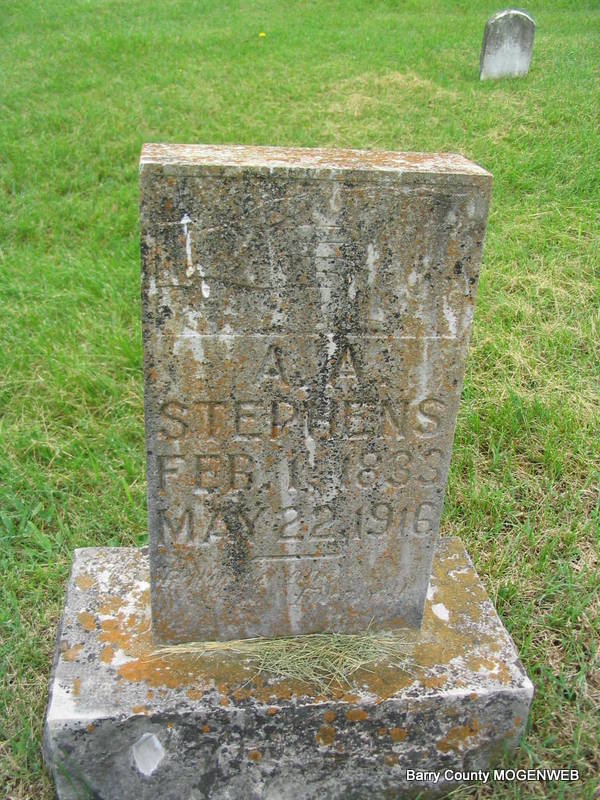 A. A.
STEPHENS
FEB. 1, 1833
MAY 22, 1916
Barry County MOGENWEB